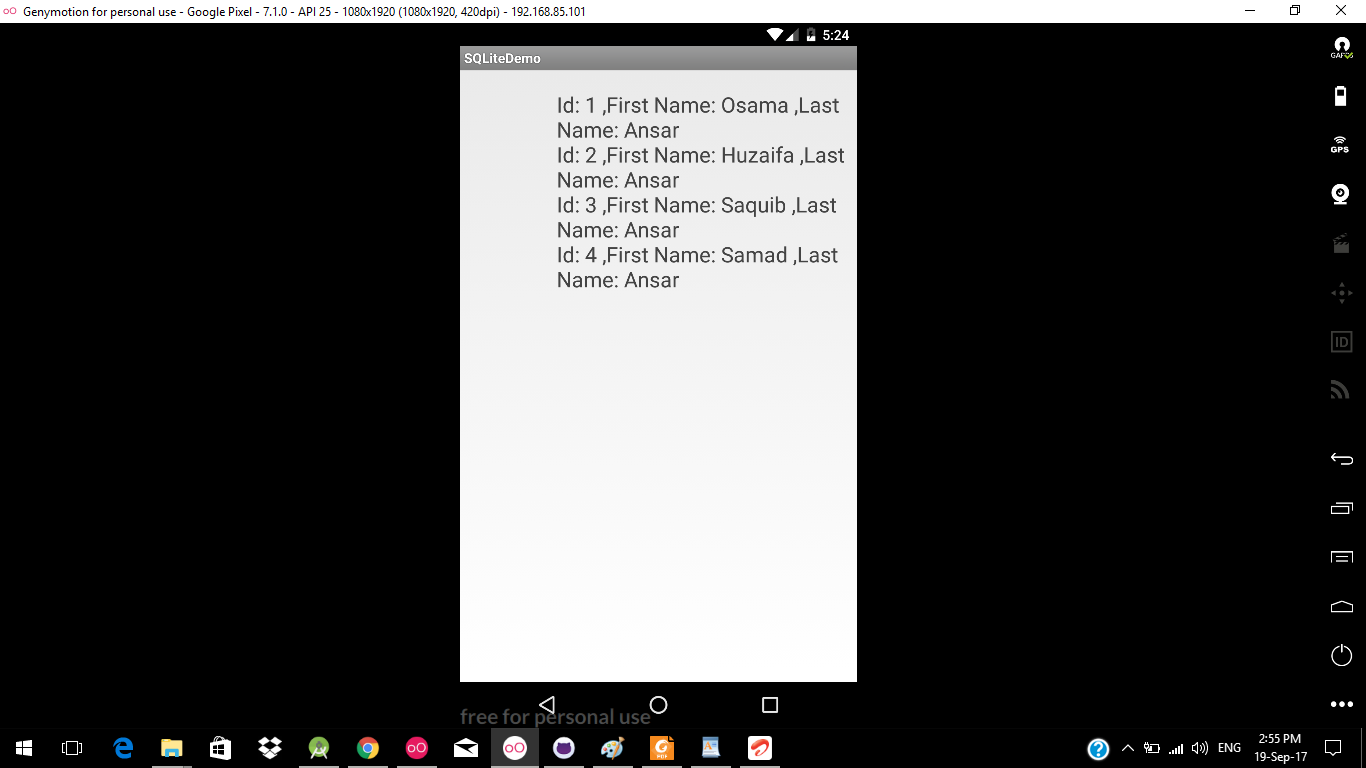 Genymotion for personal use - Google Pixel - 7.1.0 - API 25 - 1080x1920 (1080x1920, 420dpi) - 192.168.85.101
5:24
SQLiteDemo
Id: 1 ,First Name: Osama ,Last
Name: Ansar
Id: 2 ,First Name: Huzaifa ,Last
Name: Ansar
Id: 3 ,First Name: Saquib ,Last
Name: Ansar
Id: 4 ,First Name: Samad ,Last
Name: Ansar
GAPPS
GPS
ID
free for personal use
PDF
ENG
2:55 PM
19-Sep-17